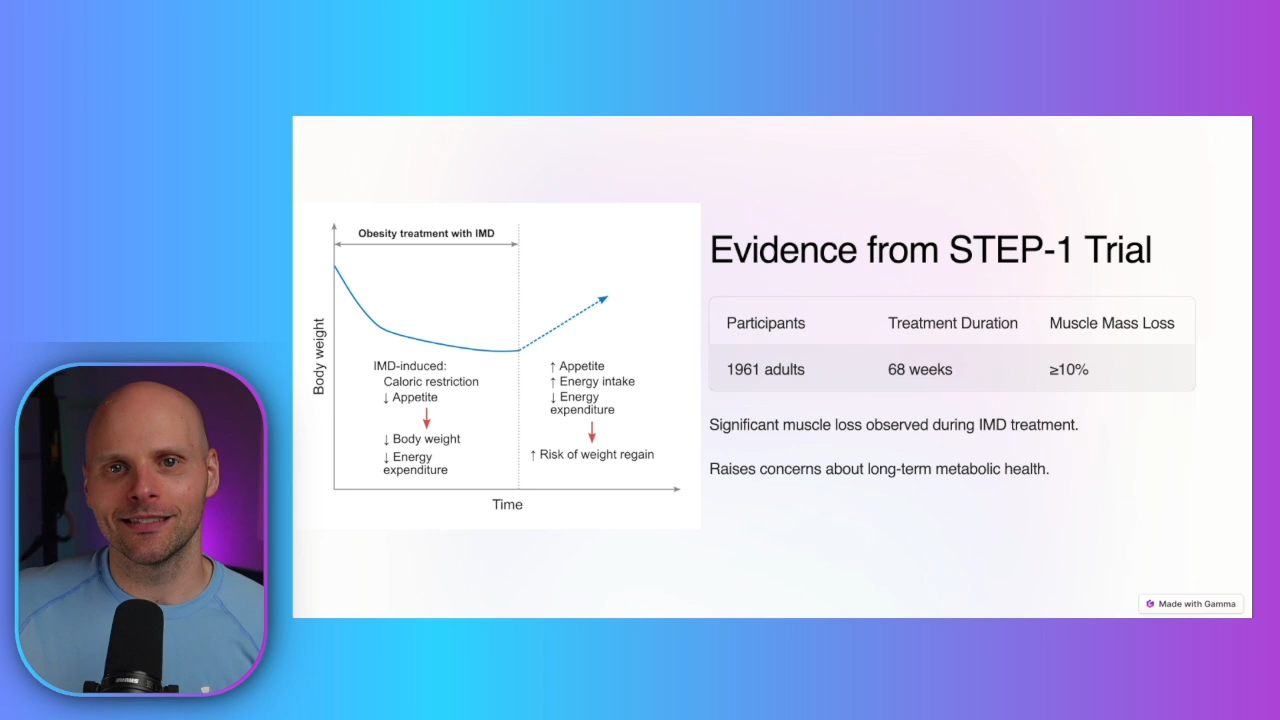 Obesity treatment with IMD
Body weight
IMD-induced:
Caloric restriction
↓ Appetite
↓ Body weight
↓ Energy
expenditure
↑ Appetite
↑ Energy intake
↓ Energy
expenditure
↑ Risk of weight regain
Time
Evidence from STEP-1 Trial
Participants Treatment Duration Muscle Mass Loss
1961 adults 68 weeks ≥10%
Significant muscle loss observed during IMD treatment.
Raises concerns about long-term metabolic health.
Made with Gamma